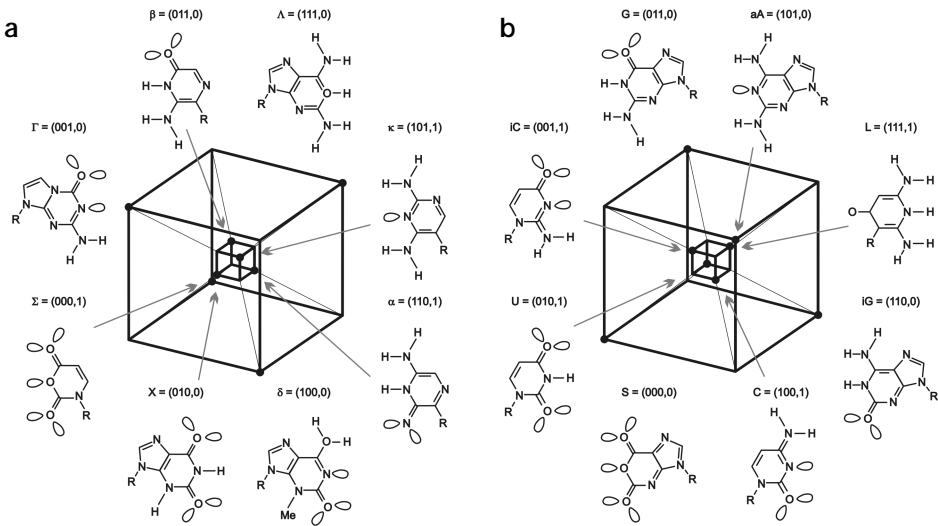 a
β = (011,0)
Λ = (111,0)
Γ = (001,0)
κ = (101,1)
Σ = (000,1)
α = (110,1)
X = (010,0)
δ = (100,0)
Me
b
G = (011,0)
aA = (101,0)
iC = (001,1)
L = (111,1)
U = (010,1)
iG = (110,0)
S = (000,0)
C = (100,1)